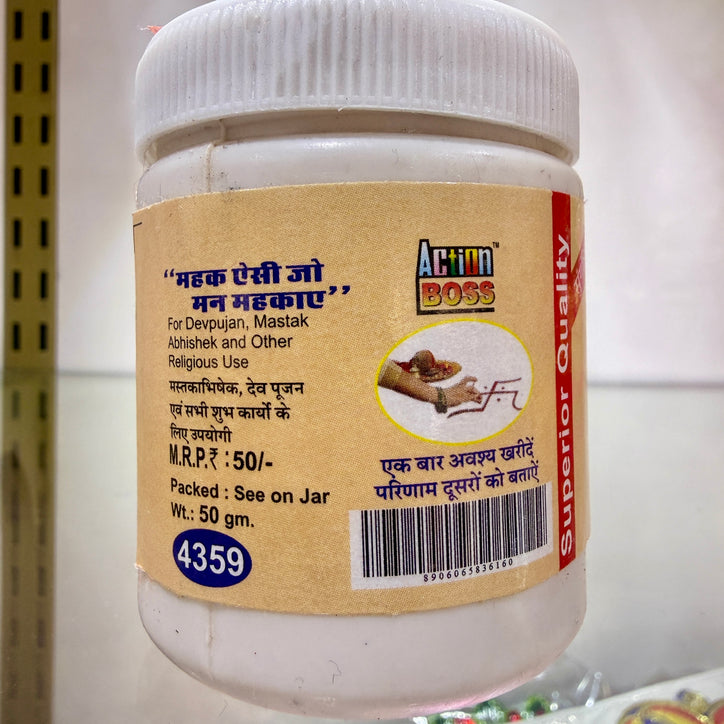 “महक ऐसी जो
मन महकाए”
For Devpujan, Mastak
Abhishek and Other
Religious Use
मस्तकाभिषेक, देव पूजन
एवं सभी शुभ कार्यो के
लिए उपयोगी
M.R.P.₹ : 50/-
Packed : See on Jar
Wt.: 50 gm.
4359
ACTION™
BOSS
एक बार अवश्य खरीदें
परिणाम दूसरों को बताऐं
8906065836160
Superior Quality